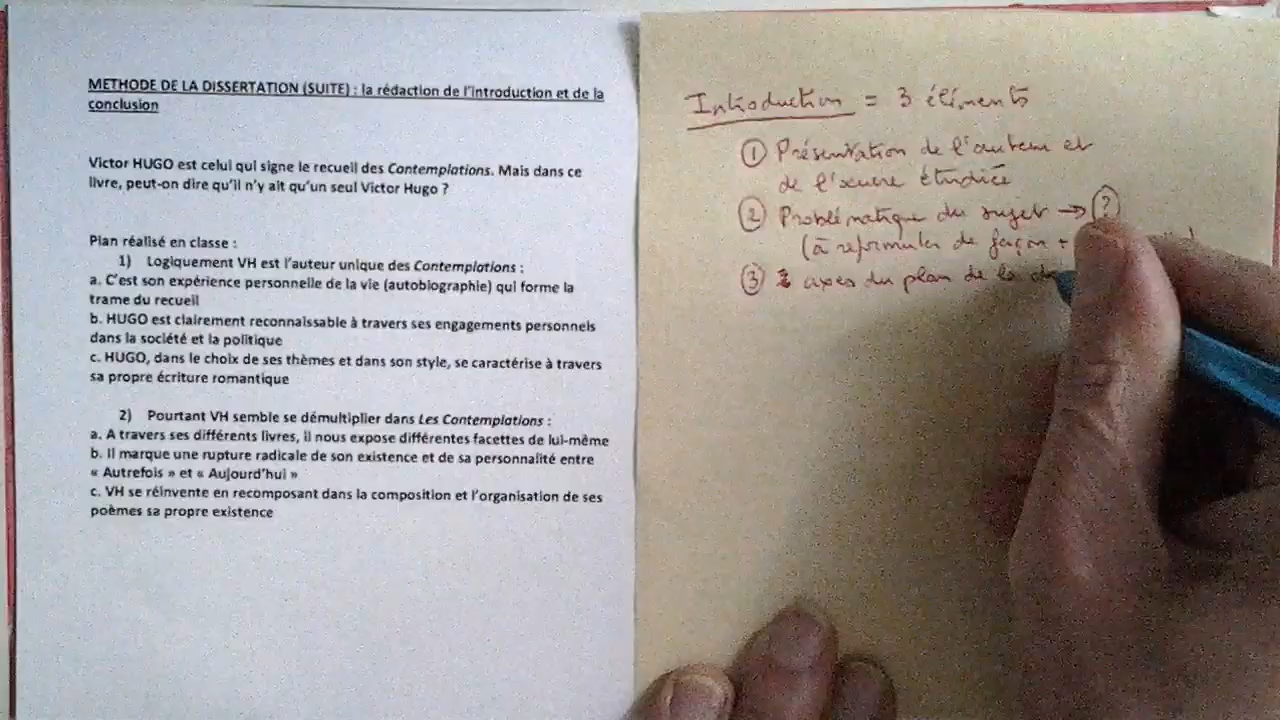 METHODE DE LA DISSERTATION (SUITE) : la rédaction de l'introduction et de la
conclusion
Victor HUGO est celui qui signe le recueil des Contemplations. Mais dans ce
livre, peut-on dire qu'il n'y ait qu'un seul Victor Hugo ?
Plan réalisé en classe :
1) Logiquement VH est l'auteur unique des Contemplations :
a. C'est son expérience personnelle de la vie (autobiographie) qui forme la
trame du recueil
b. HUGO est clairement reconnaissable à travers ses engagements personnels
dans la société et la politique
c. HUGO, dans le choix de ses thèmes et dans son style, se caractérise à travers
sa propre écriture romantique
2) Pourtant VH semble se démultiplier dans Les Contemplations :
a. A travers ses différents livres, il nous expose différentes facettes de lui-même
b. Il marque une rupture radicale de son existence et de sa personnalité entre
« Autrefois » et « Aujourd'hui »
c. VH se réinvente en recomposant dans la composition et l'organisation de ses
poèmes sa propre existence
Introduction = 3 éléments
① Présentation de l'auteur et
de l'œuvre étudiée
② Problématique du sujet → ?
(à reformuler de façon +
③ 2 axes du plan de la